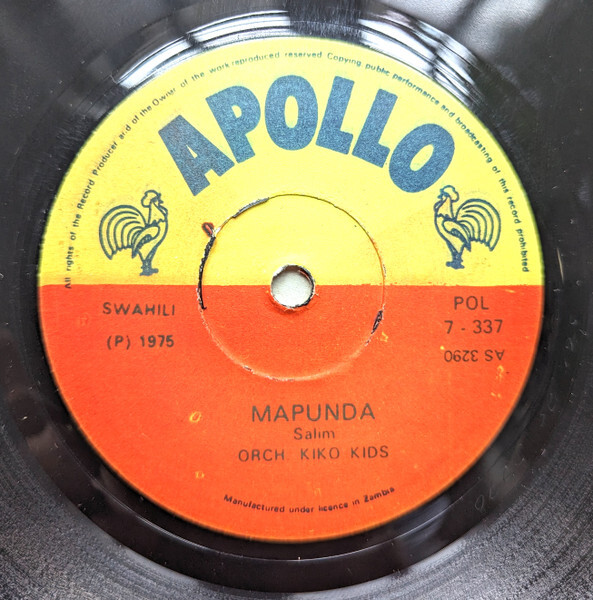 All rights of the Record Producer and of the Owner of the work reproduced reserved Copying public performance and broadcasting of this record prohibited
APOLLO
SWAHILI
(P) 1975
POL
7 - 337
AS 3290
MAPUNDA
Salim
ORCH. KIKO KIDS
Manufactured under licence in Zambia